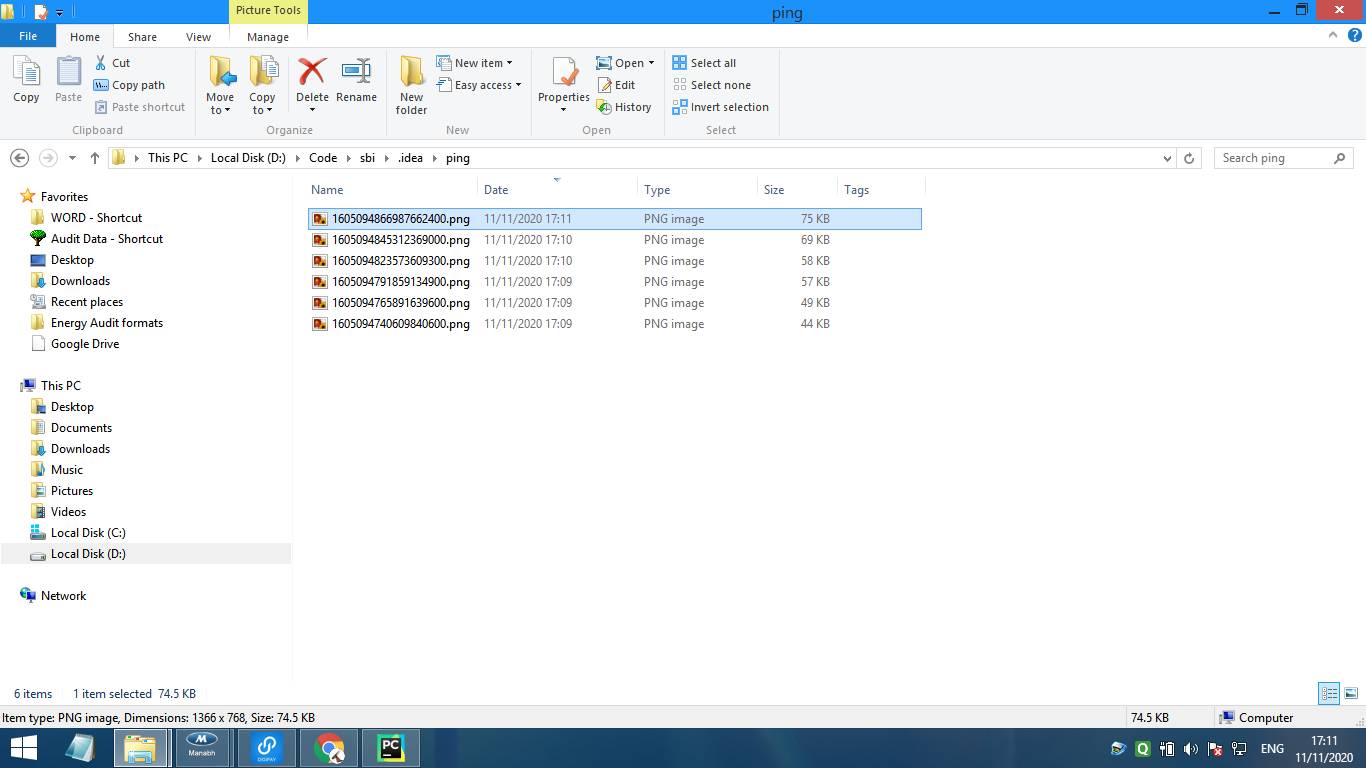 Picture Tools
ping
File Home Share View Manage
Copy
Paste
Cut
Copy path
Paste shortcut
Clipboard
Move to
Copy to
Delete
Rename
Organize
New folder
New item
Easy access
New
Properties
Open
Edit
History
Open
Select all
Select none
Invert selection
Select
This PC Local Disk (D:) Code sbi .idea ping
Search ping
Favorites
WORD - Shortcut
Audit Data - Shortcut
Desktop
Downloads
Recent places
Energy Audit formats
Google Drive
This PC
Desktop
Documents
Downloads
Music
Pictures
Videos
Local Disk (C:)
Local Disk (D:)
Network
Name Date Type Size Tags
1605094866987662400.png 11/11/2020 17:11 PNG image 75 KB
1605094845312369000.png 11/11/2020 17:10 PNG image 69 KB
1605094823573609300.png 11/11/2020 17:10 PNG image 58 KB
1605094791859134900.png 11/11/2020 17:09 PNG image 57 KB
1605094765891639600.png 11/11/2020 17:09 PNG image 49 KB
1605094740609840600.png 11/11/2020 17:09 PNG image 44 KB
6 items 1 item selected 74.5 KB
Item type: PNG image, Dimensions: 1366 x 768, Size: 74.5 KB
74.5 KB
Computer
Manabh
DIGIPAY
PC
Q
ENG
17:11
11/11/2020